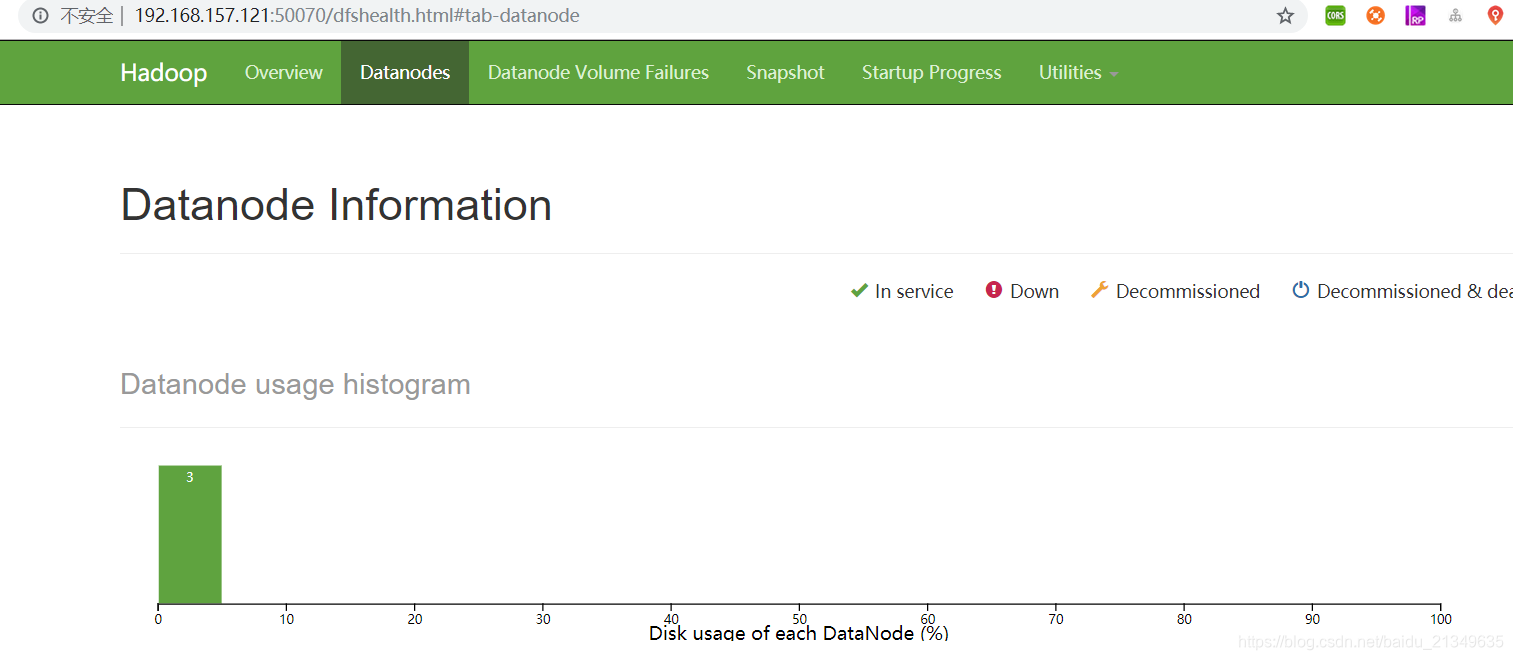 不安全 192.168.157.121:50070/dfshealth.html#tab-datanode CORS RP
Hadoop Overview Datanodes Datanode Volume Failures Snapshot Startup Progress Utilities
Datanode Information
In service Down Decommissioned Decommissioned & dea
Datanode usage histogram
3
0 10 20 30 40 50 60 70 80 90 100
Disk usage of each DataNode (%)
https://blog.csdn.net/baidu_21349635